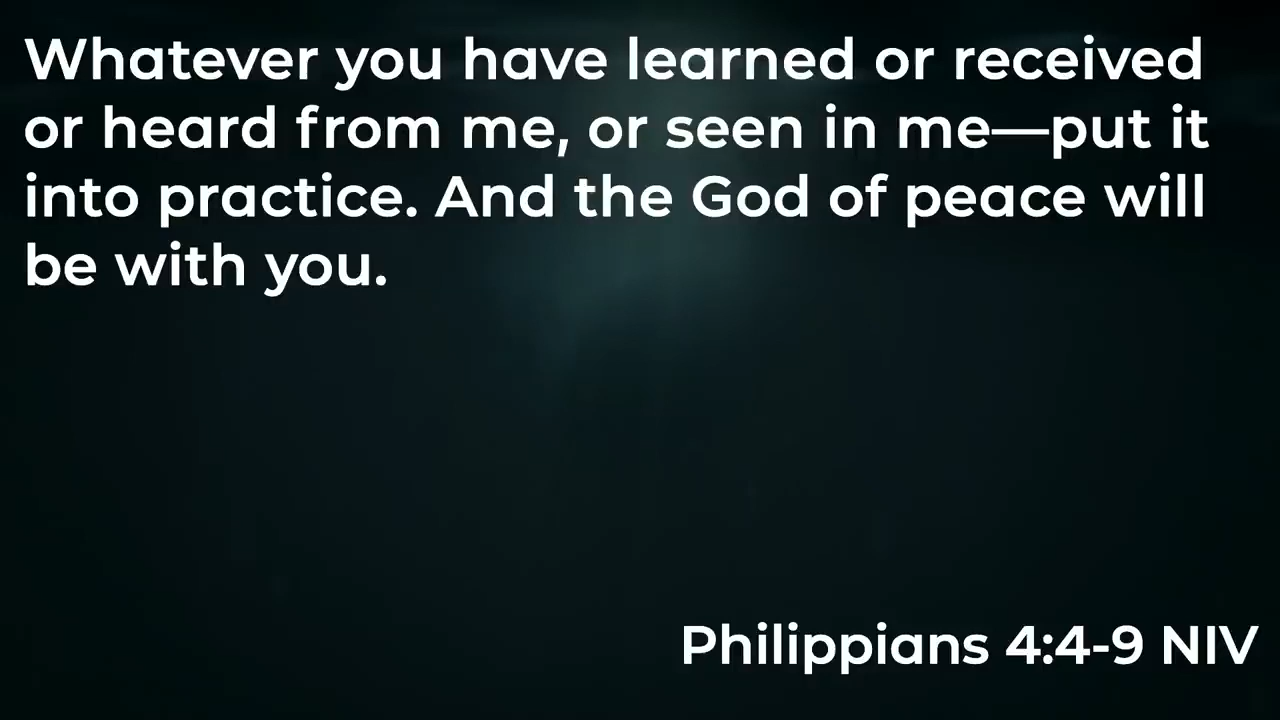 Whatever you have learned or received
or heard from me, or seen in me—put it
into practice. And the God of peace will
be with you.
Philippians 4:4-9 NIV